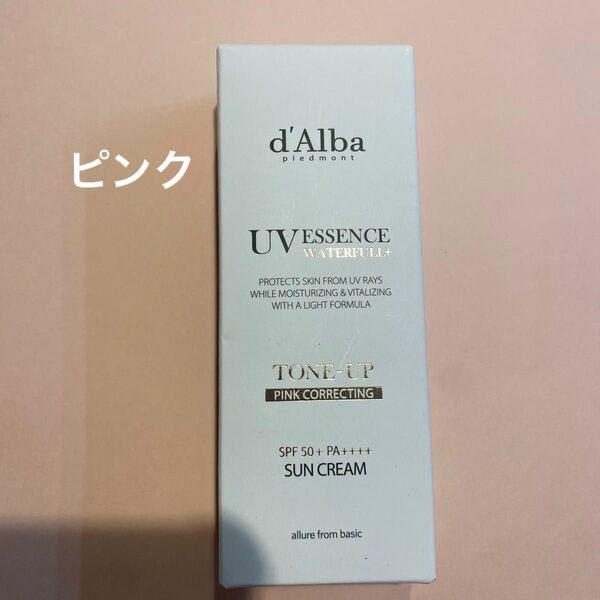 d'Alba
piedmont
ピンク
UV ESSENCE
WATERFULL+
PROTECTS SKIN FROM UV RAYS
WHILE MOISTURIZING & VITALIZING
WITH A LIGHT FORMULA
TONE-UP
PINK CORRECTING
SPF 50+ PA++++
SUN CREAM
allure from basic